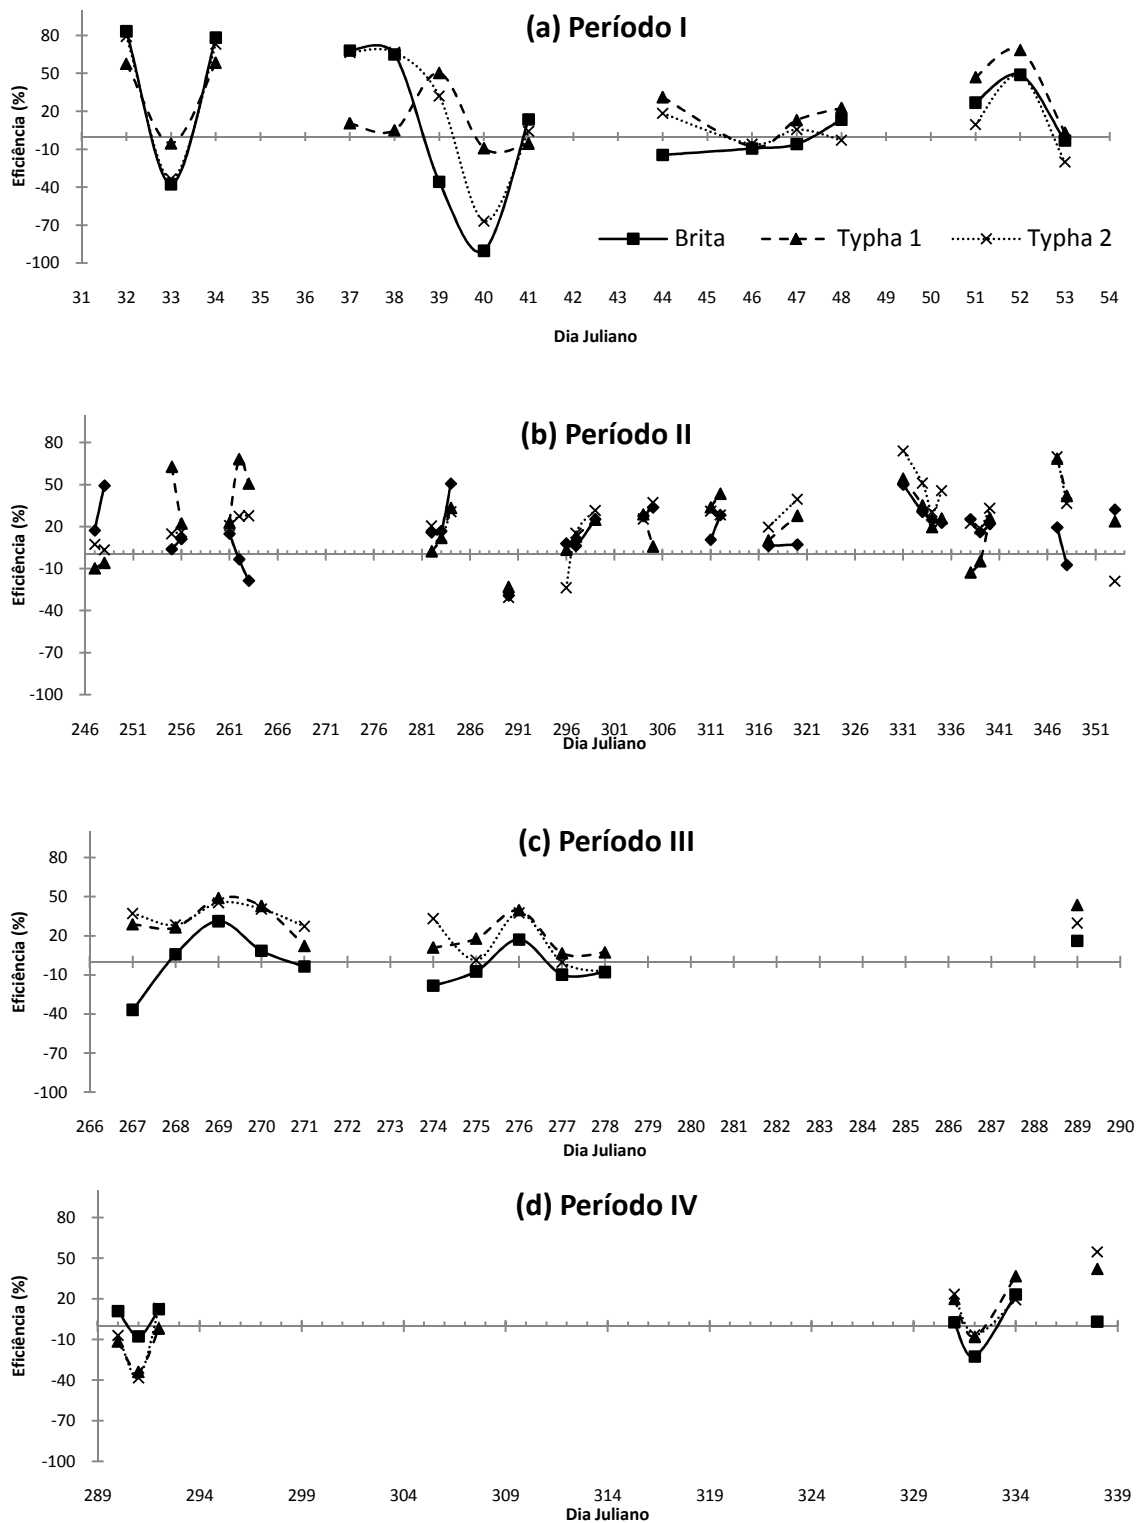 (a) Período I
Eficiência (%)
80
50
20
-10
-40
-70
-100
Brita Typha 1 Typha 2
31 32 33 34 35 36 37 38 39 40 41 42 43 44 45 46 47 48 49 50 51 52 53 54
Dia Juliano
(b) Período II
Eficiência (%)
80
50
20
-10
-40
-70
-100
246 251 256 261 266 271 276 281 286 291 296 301 306 311 316 321 326 331 336 341 346 351
Dia Juliano
(c) Período III
Eficiência (%)
80
50
20
-10
-40
-70
-100
266 267 268 269 270 271 272 273 274 275 276 277 278 279 280 281 282 283 284 285 286 287 288 289 290
Dia Juliano
(d) Período IV
Eficiência (%)
80
50
20
-10
-40
-70
-100
289 294 299 304 309 314 319 324 329 334 339
Dia Juliano